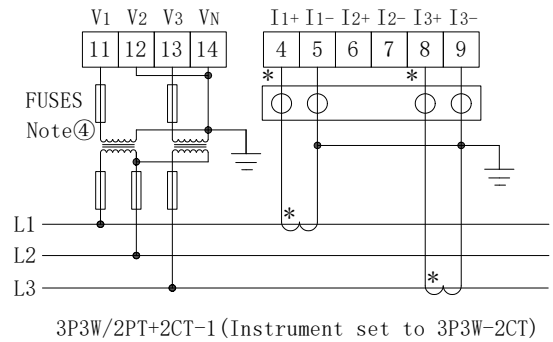 V1 V2 V3 VN I1+ I1- I2+ I2- I3+ I3-
11 12 13 14 4 5 6 7 8 9
* *
FUSES
Note④
*
L1
L2
*
L3
3P3W/2PT+2CT-1(Instrument set to 3P3W-2CT)